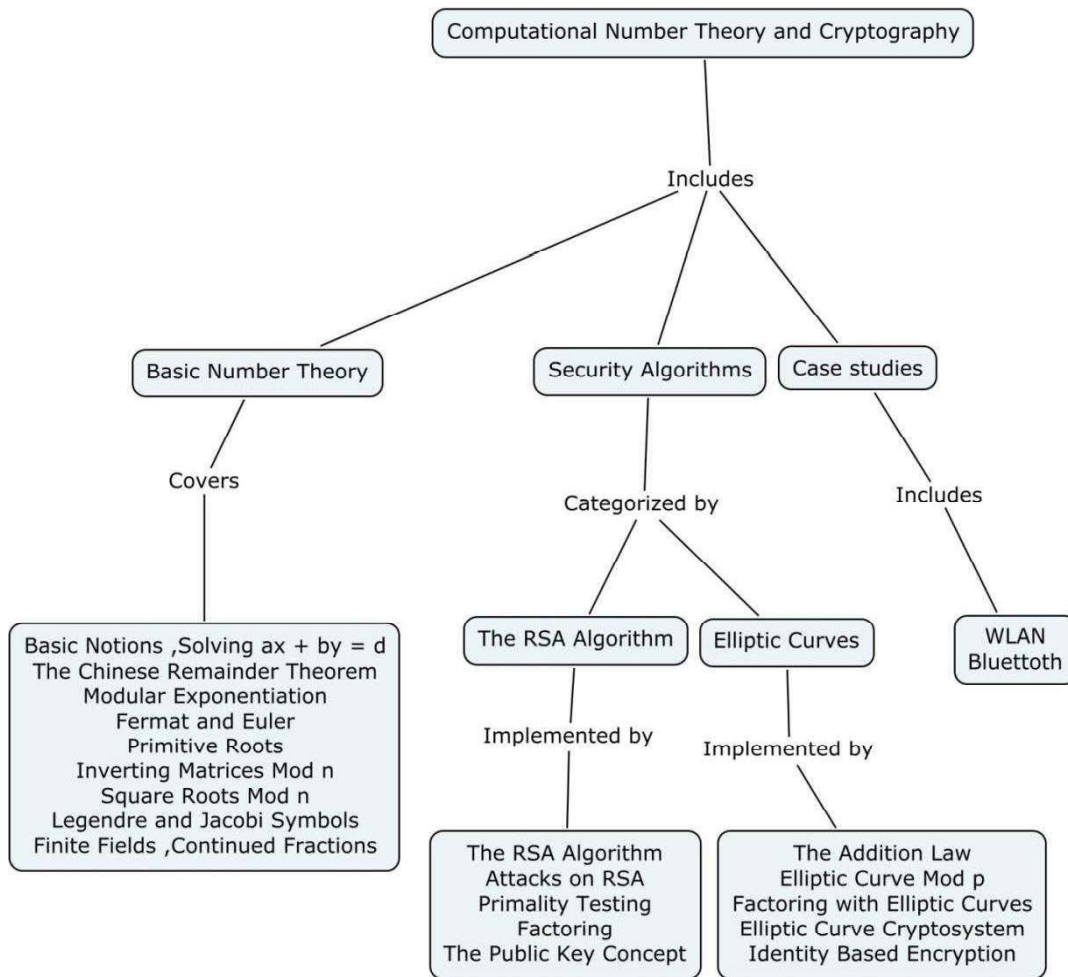 Computational Number Theory and Cryptography
Includes
Basic Number Theory
Security Algorithms
Case studies
Covers
Categorized by
Includes
Basic Notions ,Solving ax + by = d
The Chinese Remainder Theorem
Modular Exponentiation
Fermat and Euler
Primitive Roots
Inverting Matrices Mod n
Square Roots Mod n
Legendre and Jacobi Symbols
Finite Fields ,Continued Fractions
The RSA Algorithm
Elliptic Curves
WLAN
Bluettoth
Implemented by
Implemented by
The RSA Algorithm
Attacks on RSA
Primality Testing
Factoring
The Public Key Concept
The Addition Law
Elliptic Curve Mod p
Factoring with Elliptic Curves
Elliptic Curve Cryptosystem
Identity Based Encryption